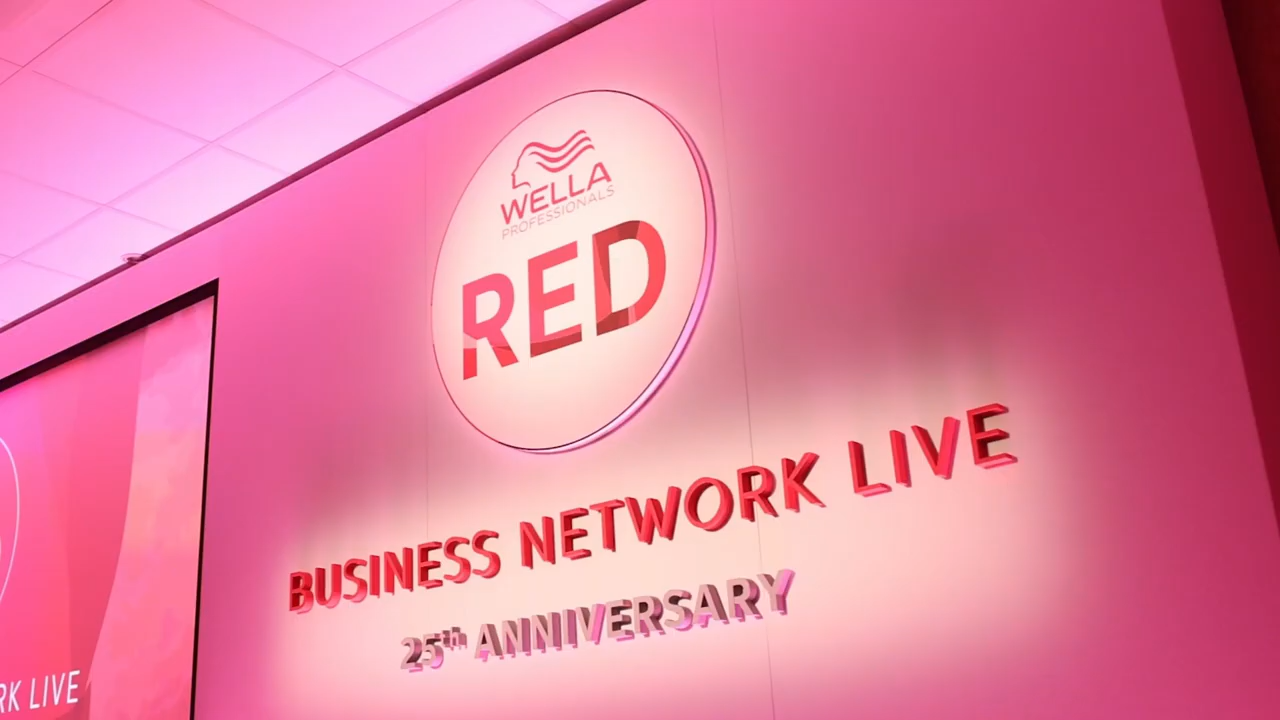 WELLA
PROFESSIONALS
RED
BUSINESS NETWORK LIVE
25th ANNIVERSARY
RK LIVE